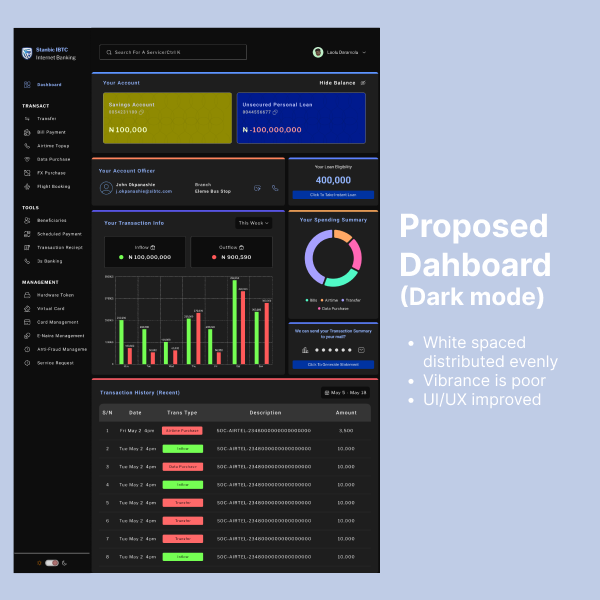 Stanbic IBTC
Internet Banking
Search For A Service:Ctrl K
Dashboard
TRANSACT
Transfer
Bill Payment
Airtime Topup
Data Purchase
FX Purchase
Flight Booking
TOOLS
Beneficiaries
Scheduled Payment
Transaction Reciept
3s Banking
MANAGEMENT
Hardware Token
Virtual Card
Card Management
E-Naira Management
Anti-Fraud Manageme
Service Request
Your Account
Hide Balance
Savings Account
N 100,000
Unsecured Personal Loan
N -100,000,000
Your Account Officer
John Okpanachie
Branch
Eleme Bus Stop
Your Loan Eligibility
400,000
Click To Take Instant Loan
Your Transaction Info
This Week
Inflow
N 100,000,000
Outflow
N 900,590
Your Spending Summary
Bills
Airtime
Transfer
Data Purchase
We can send your Transaction Summary
to your mail?
Click To Generate Statement
Transaction History (Recent)
May 5 - May 18
S/N Date Trans Type Description Amount
1 Fri May 2 4pm Airtime Purchase SOC-AIRTEL-2348000000000000000 3,500
2 Tue May 2 4pm Inflow SOC-AIRTEL-2348000000000000000 10,000
3 Tue May 2 4pm Data Purchase SOC-AIRTEL-2348000000000000000 10,000
4 Tue May 2 4pm Inflow SOC-AIRTEL-2348000000000000000 10,000
5 Tue May 2 4pm Transfer SOC-AIRTEL-2348000000000000000 10,000
6 Tue May 2 4pm Transfer SOC-AIRTEL-2348000000000000000 10,000
7 Tue May 2 4pm Transfer SOC-AIRTEL-2348000000000000000 10,000
8 Tue May 2 4pm Inflow SOC-AIRTEL-2348000000000000000 10,000
Proposed
Dahboard
(Dark mode)
• White spaced
distributed evenly
• Vibrance is poor
• UI/UX improved